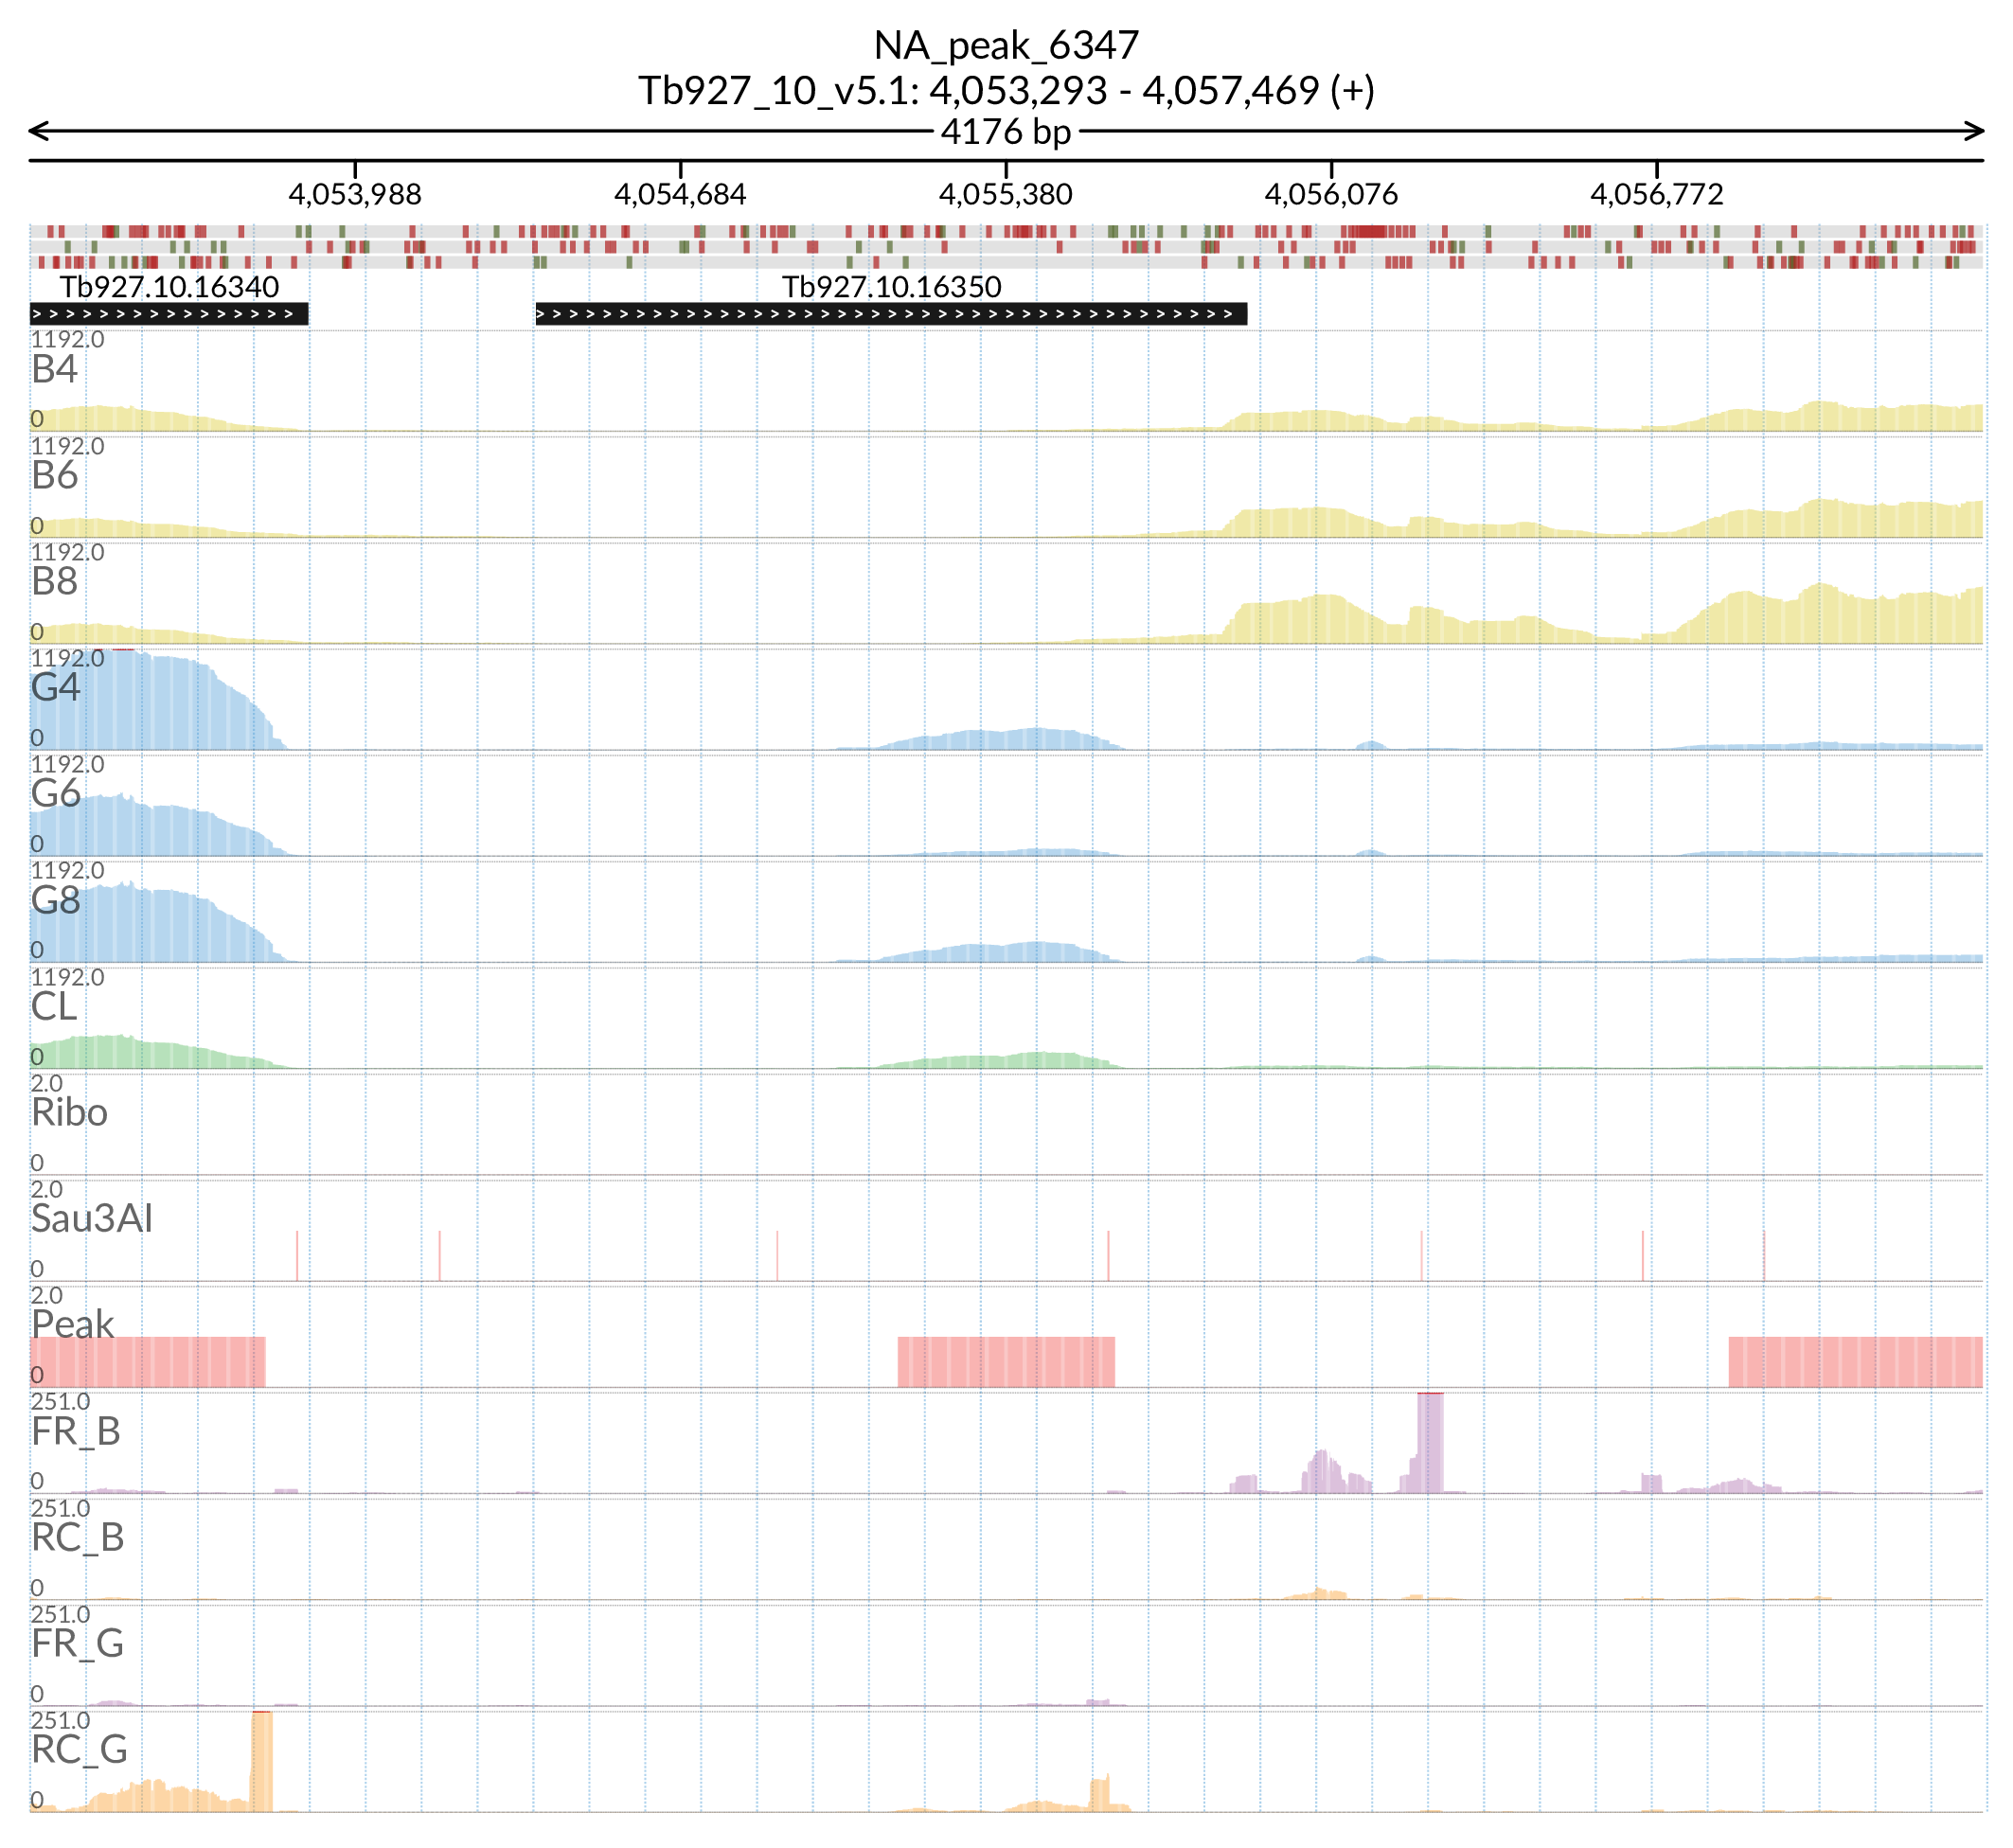 NA_peak_6347
Tb927_10_v5.1: 4,053,293 - 4,057,469 (+)
4176 bp
4,053,988 4,054,684 4,055,380 4,056,076 4,056,772
Tb927.10.16340 Tb927.10.16350
1192.0
B4
0
1192.0
B6
0
1192.0
B8
0
1192.0
G4
0
1192.0
G6
0
1192.0
G8
0
1192.0
CL
0
2.0
Ribo
0
2.0
Sau3AI
0
2.0
Peak
0
251.0
FR_B
0
251.0
RC_B
0
251.0
FR_G
0
251.0
RC_G
0